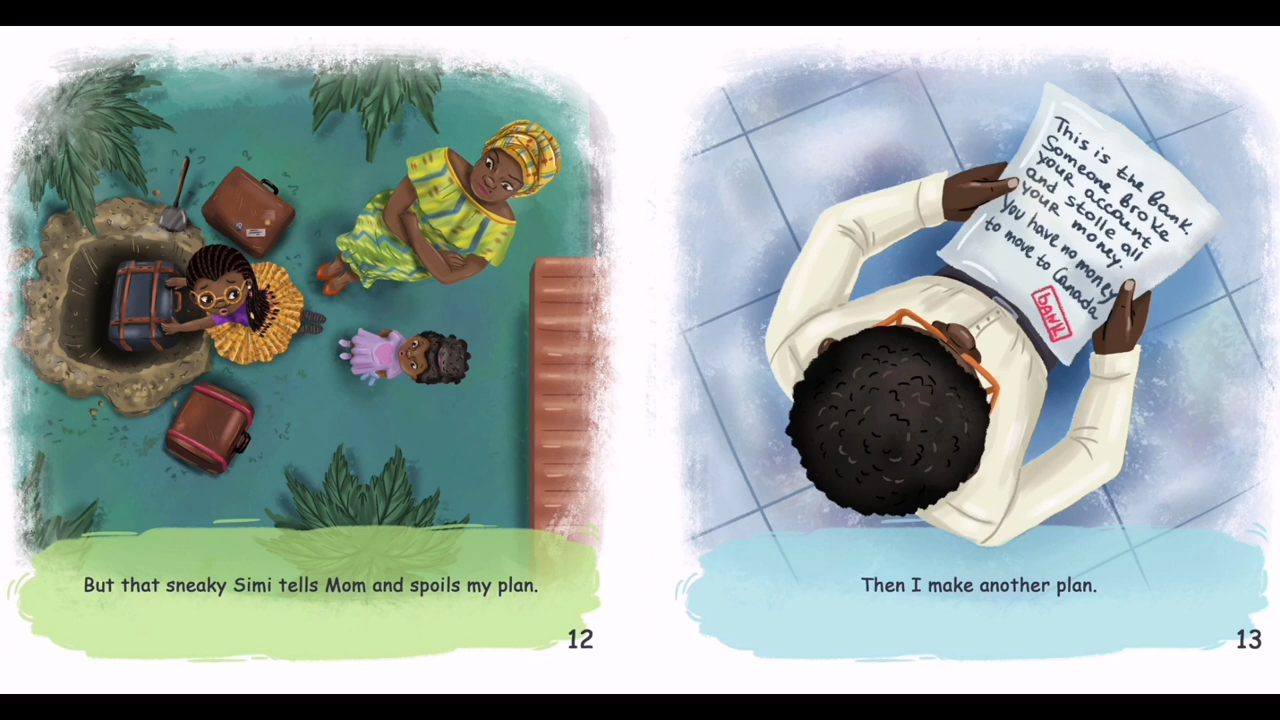 But that sneaky Simi tells Mom and spoils my plan.
12
This is the bank
Someone broke
your account
and stolle all
your money.
you have no money
to move to Canada
bANK
Then I make another plan.
13